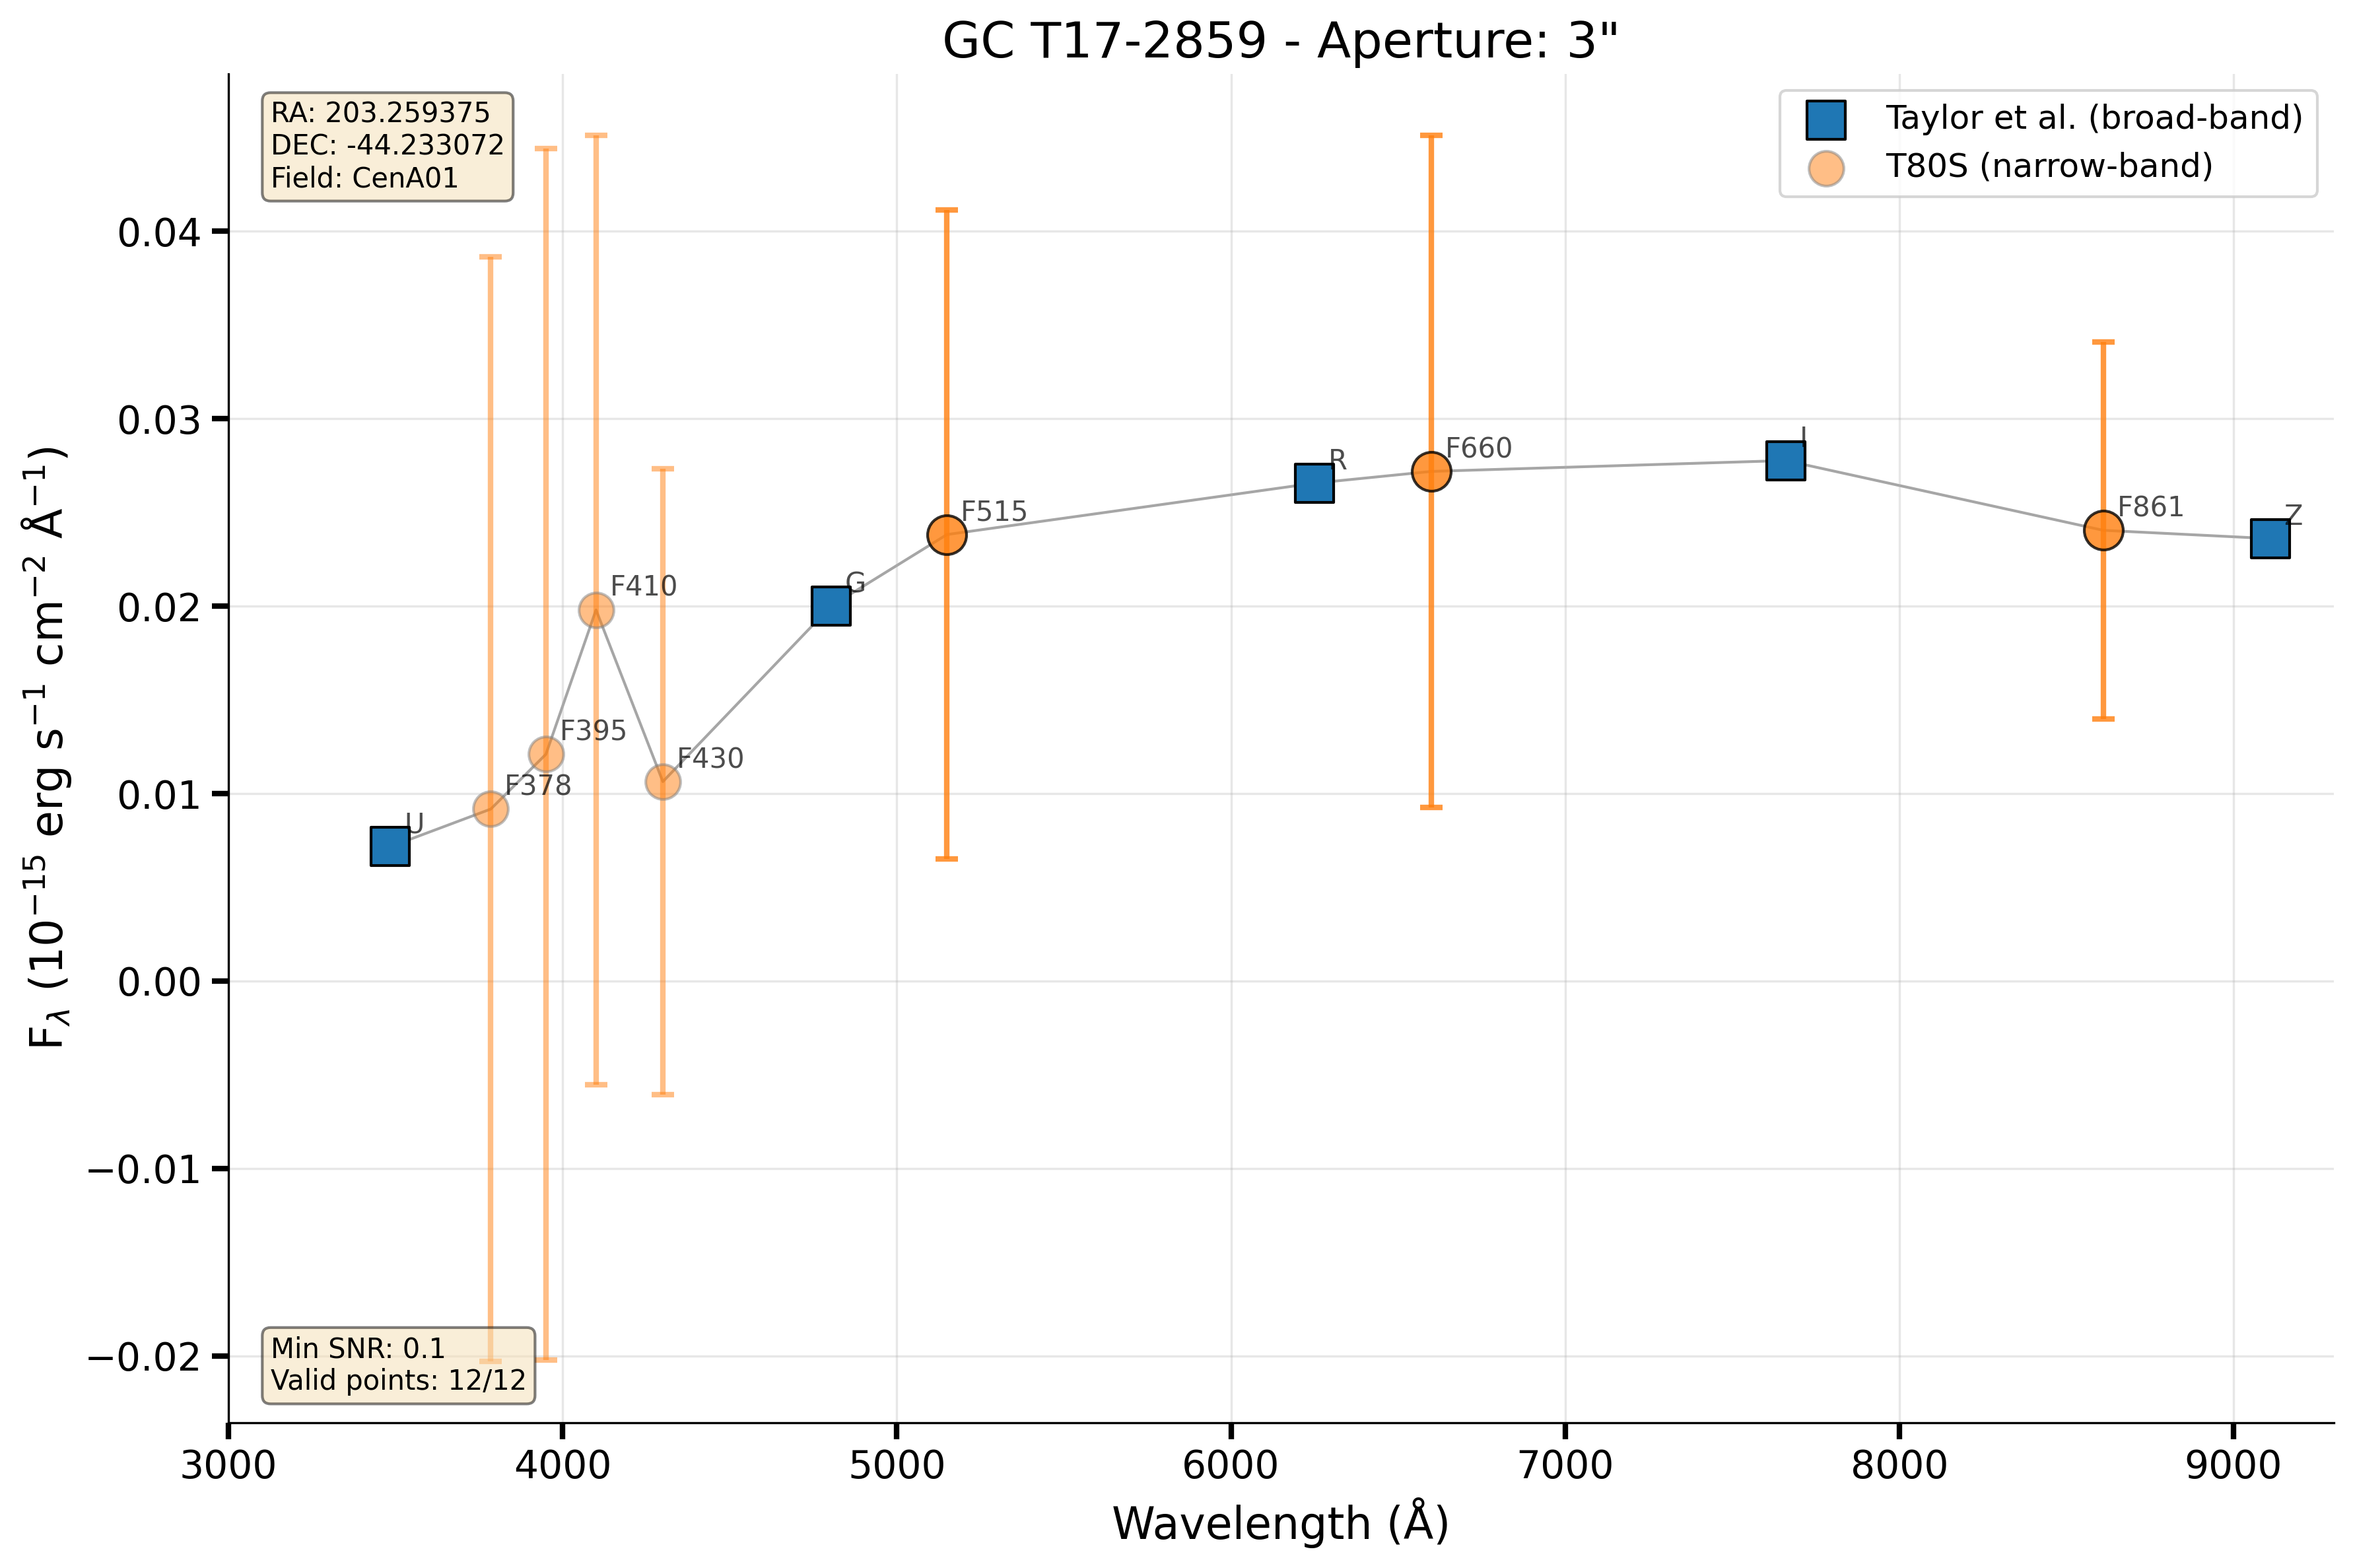 GC T17-2859 - Aperture: 3"
RA: 203.259375
DEC: -44.233072
Field: CenA01
Taylor et al. (broad-band)
T80S (narrow-band)
0.04
0.03
0.02
0.01
0.00
−0.01
−0.02
F_λ (10⁻¹⁵ erg s⁻¹ cm⁻² Å⁻¹)
U
F378
F395
F410
F430
G
F515
R
F660
I
F861
Z
Min SNR: 0.1
Valid points: 12/12
3000
4000
5000
6000
7000
8000
9000
Wavelength (Å)